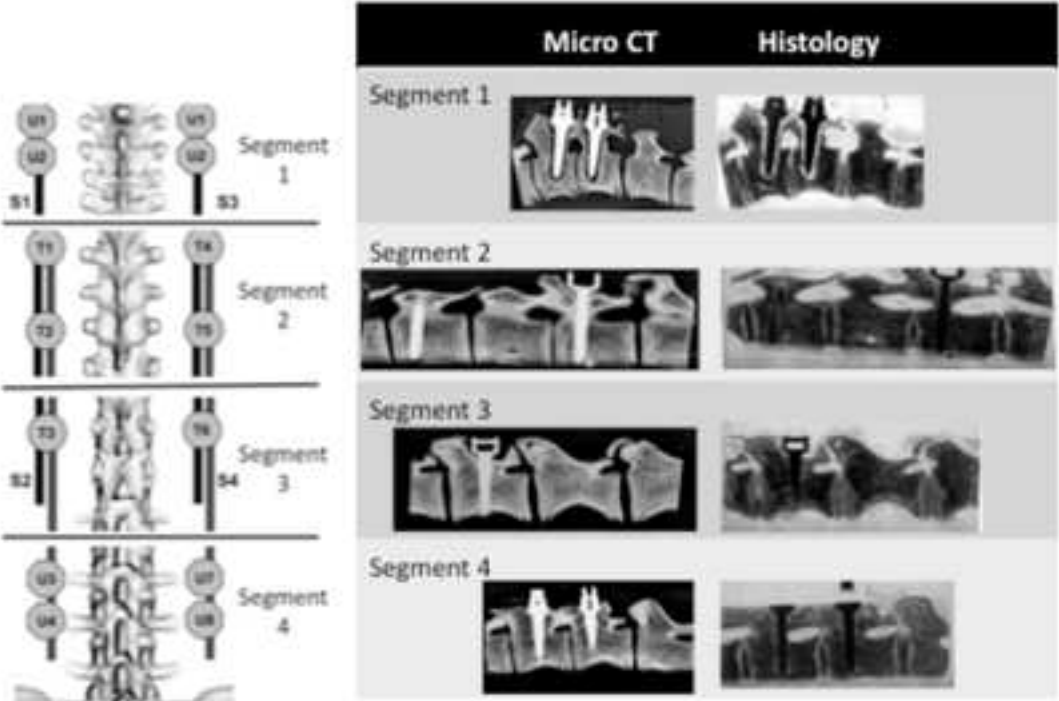 Micro CT Histology
Segment 1
U1 U1
U2 U2
Segment
1
S1 S3
Segment 2
T1 T4
Segment
2
T2 T5
Segment 3
T3 T6
Segment
3
S2 S4
Segment 4
U3 U7
Segment
4
U4 U8